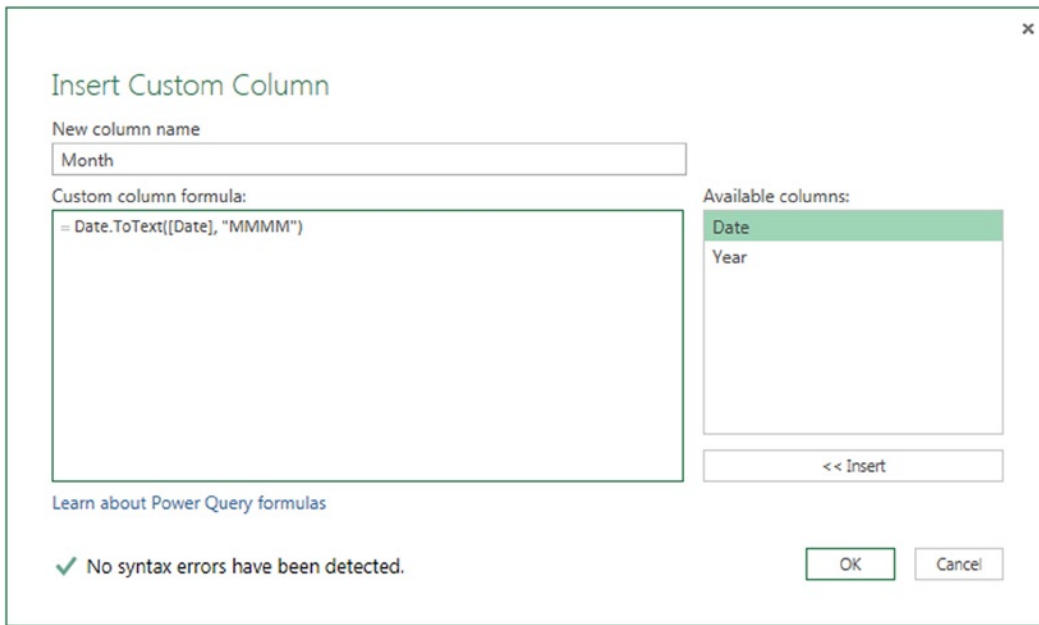 ×
Insert Custom Column
New column name
Month
Custom column formula:
= Date.ToText([Date], "MMMM")
Available columns:
Date
Year
<< Insert
Learn about Power Query formulas
No syntax errors have been detected.
OK
Cancel